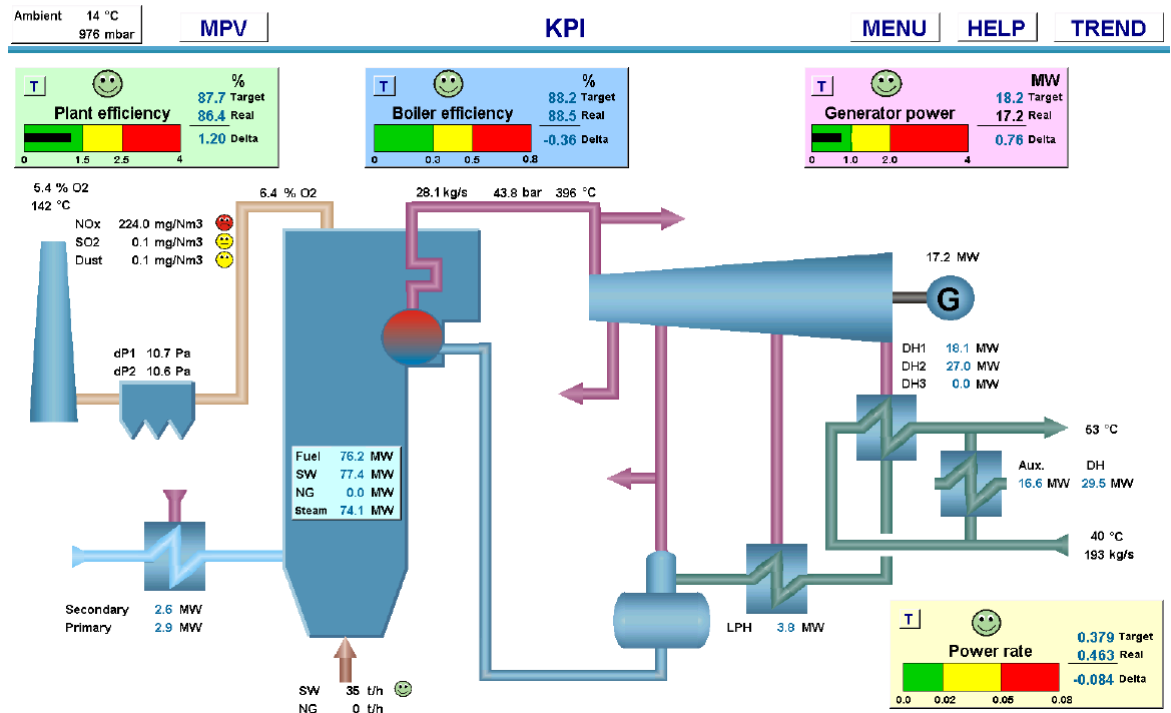 Ambient 14 °C
976 mbar
MPV
KPI
MENU
HELP
TREND
T
%
87.7 Target
Plant efficiency 86.4 Real
1.20 Delta
0 1.5 2.5 4
T
%
88.2 Target
Boiler efficiency 88.5 Real
-0.36 Delta
0 0.3 0.5 0.8
T
MW
18.2 Target
Generator power 17.2 Real
0.76 Delta
0 1.0 2.0 4
5.4 % O2
142 °C
6.4 % O2
28.1 kg/s 43.8 bar 396 °C
NOx 224.0 mg/Nm3
SO2 0.1 mg/Nm3
Dust 0.1 mg/Nm3
17.2 MW
G
dP1 10.7 Pa
dP2 10.6 Pa
DH1 18.1 MW
DH2 27.0 MW
DH3 0.0 MW
63 °C
Fuel 76.2 MW
SW 77.4 MW
NG 0.0 MW
Steam 74.1 MW
Aux. DH
16.6 MW 29.5 MW
40 °C
193 kg/s
Secondary 2.6 MW
Primary 2.9 MW
LPH 3.8 MW
T
0.379 Target
Power rate 0.463 Real
-0.084 Delta
0.0 0.02 0.05 0.08
SW 35 t/h
NG 0 t/h